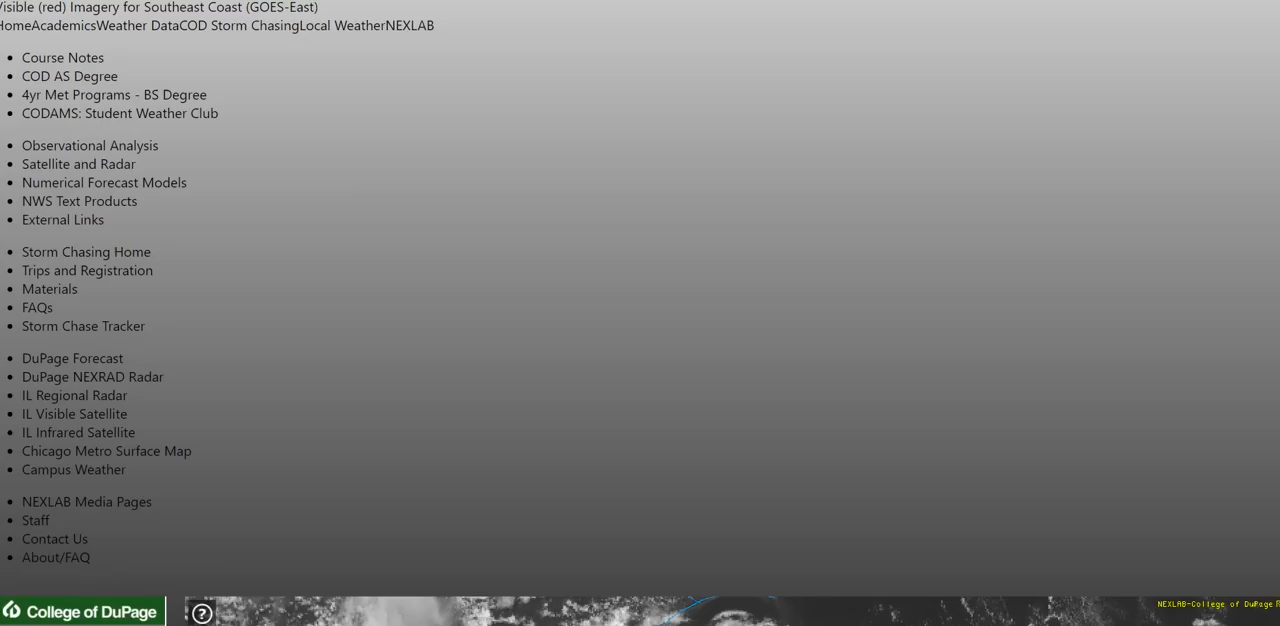 Visible (red) Imagery for Southeast Coast (GOES-East)
HomeAcademicsWeather DataCOD Storm ChasingLocal WeatherNEXLAB
Course Notes
COD AS Degree
4yr Met Programs - BS Degree
CODAMS: Student Weather Club
Observational Analysis
Satellite and Radar
Numerical Forecast Models
NWS Text Products
External Links
Storm Chasing Home
Trips and Registration
Materials
FAQs
Storm Chase Tracker
DuPage Forecast
DuPage NEXRAD Radar
IL Regional Radar
IL Visible Satellite
IL Infrared Satellite
Chicago Metro Surface Map
Campus Weather
NEXLAB Media Pages
Staff
Contact Us
About/FAQ
College of DuPage
?
NEXLAB-College of DuPage